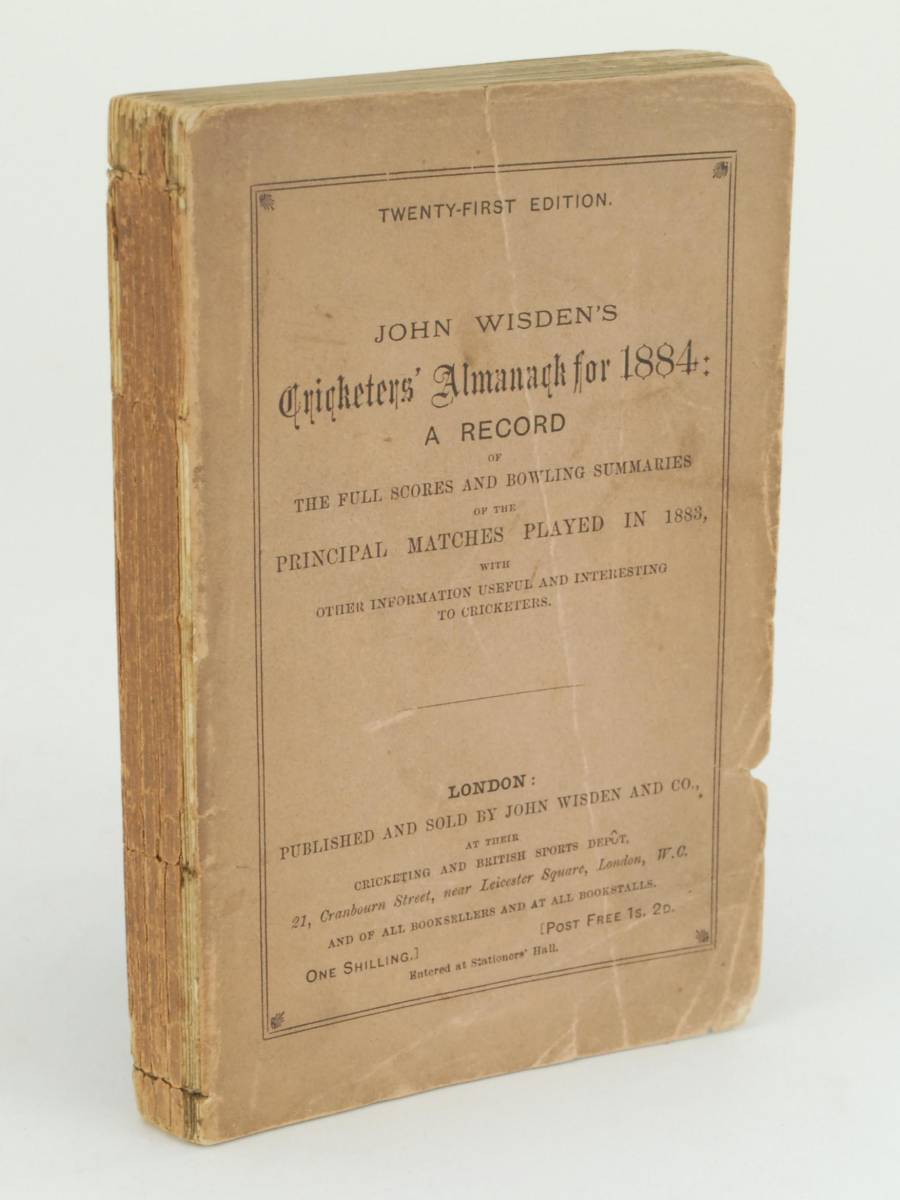 TWENTY-FIRST EDITION.
JOHN WISDEN'S
Cricketers' Almanack for 1884:
A RECORD
OF
THE FULL SCORES AND BOWLING SUMMARIES
OF THE
PRINCIPAL MATCHES PLAYED IN 1883,
WITH
OTHER INFORMATION USEFUL AND INTERESTING
TO CRICKETERS.
LONDON:
PUBLISHED AND SOLD BY JOHN WISDEN AND CO.,
AT THEIR
CRICKETING AND BRITISH SPORTS DEPÔT,
21, Cranbourn Street, near Leicester Square, London, W.C.
AND OF ALL BOOKSELLERS AND AT ALL BOOKSTALLS.
ONE SHILLING.] [POST FREE 1S. 2D.
Entered at Stationers' Hall.